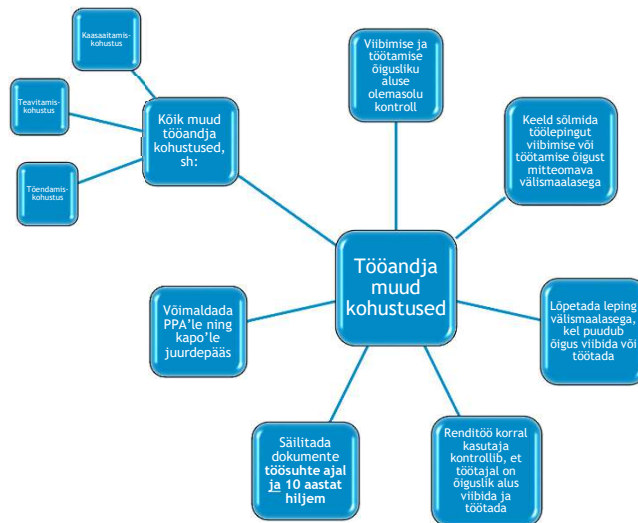 Kaasaaitamis-
kohustus
Teavitamis-
kohustus
Tõendamis-
kohustus
Kõik muud
tööandja
kohustused,
sh:
Viibimise ja
töötamise
õigusliku
aluse
olemasolu
kontroll
Keeld sõlmida
töölepingut
viibimise või
töötamise õigust
mitteomava
välismaalasega
Tööandja
muud
kohustused
Võimaldada
PPA'le ning
kapo'le
juurdepääs
Lõpetada leping
välismaalasega,
kel puudub
õigus viibida või
töötada
Säilitada
dokumente
töösuhte ajal
ja 10 aastat
hiljem
Renditöö korral
kasutaja
kontrollib, et
töötajal on
õiguslik alus
viibida ja
töötada